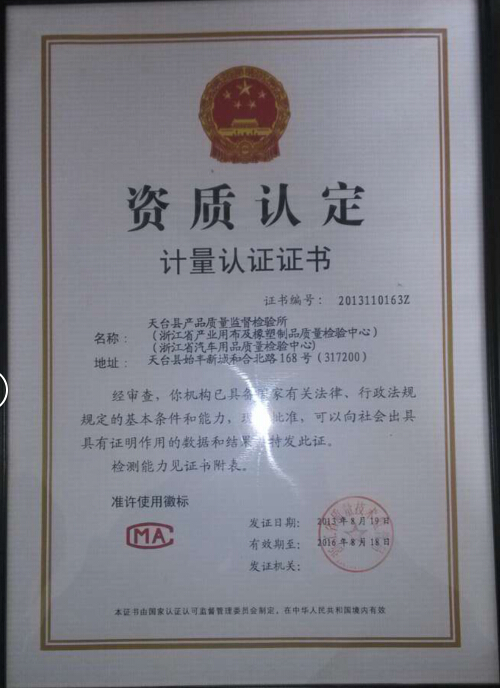 资质认定
计量认证证书
证书编号: 2013110163Z
天台县产品质量监督检验所
名称: (浙江省产业用布及橡塑制品质量检验中心)
(浙江省汽车用品质量检验中心)
地址: 天台县始丰新城和合北路168号(317200)
经审查，你机构已具备国家有关法律、行政法规
规定的基本条件和能力，现批准，可以向社会出具
具有证明作用的数据和结果。特发此证。
检测能力见证书附表。
准许使用徽标
CMA
发证日期: 2013年8月19日
有效期至: 2016年8月18日
发证机关:
本证书由国家认证认可监督管理委员会制定，在中华人民共和国境内有效